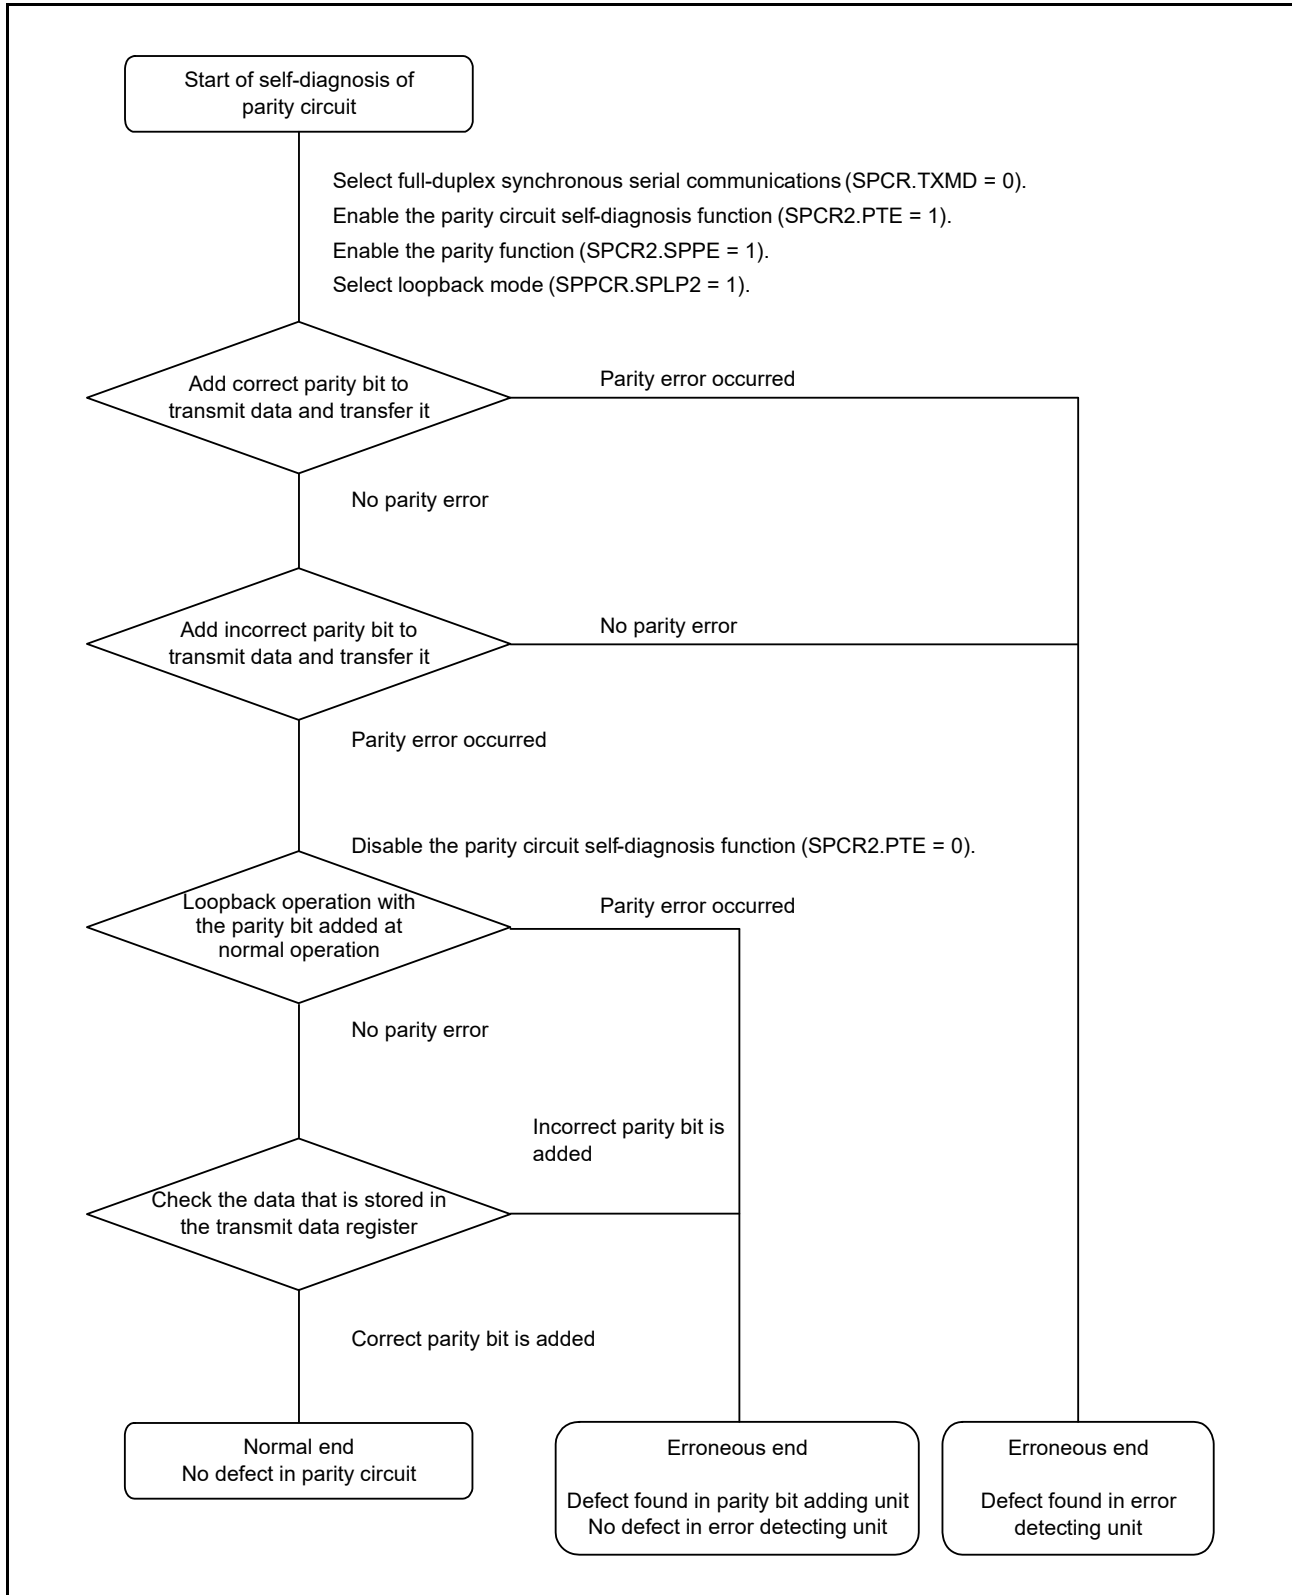 Start of self-diagnosis of
parity circuit
Select full-duplex synchronous serial communications (SPCR.TXMD = 0).
Enable the parity circuit self-diagnosis function (SPCR2.PTE = 1).
Enable the parity function (SPCR2.SPPE = 1).
Select loopback mode (SPPCR.SPLP2 = 1).
Add correct parity bit to
transmit data and transfer it
Parity error occurred
No parity error
Add incorrect parity bit to
transmit data and transfer it
No parity error
Parity error occurred
Disable the parity circuit self-diagnosis function (SPCR2.PTE = 0).
Loopback operation with
the parity bit added at
normal operation
Parity error occurred
No parity error
Incorrect parity bit is
added
Check the data that is stored in
the transmit data register
Correct parity bit is added
Normal end
No defect in parity circuit
Erroneous end
Defect found in parity bit adding unit
No defect in error detecting unit
Erroneous end
Defect found in error
detecting unit